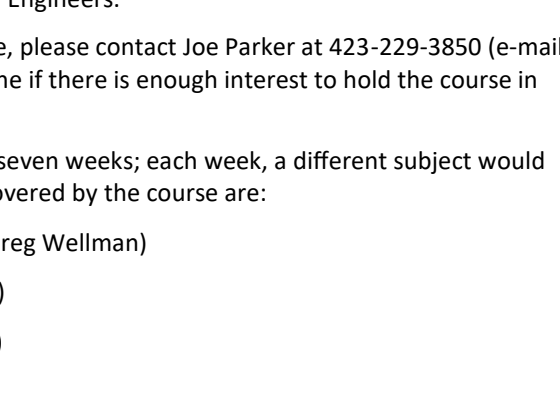 Engineers.
e, please contact Joe Parker at 423-229-3850 (e-mail
ne if there is enough interest to hold the course in
seven weeks; each week, a different subject would
overed by the course are:
reg Wellman)
)
)